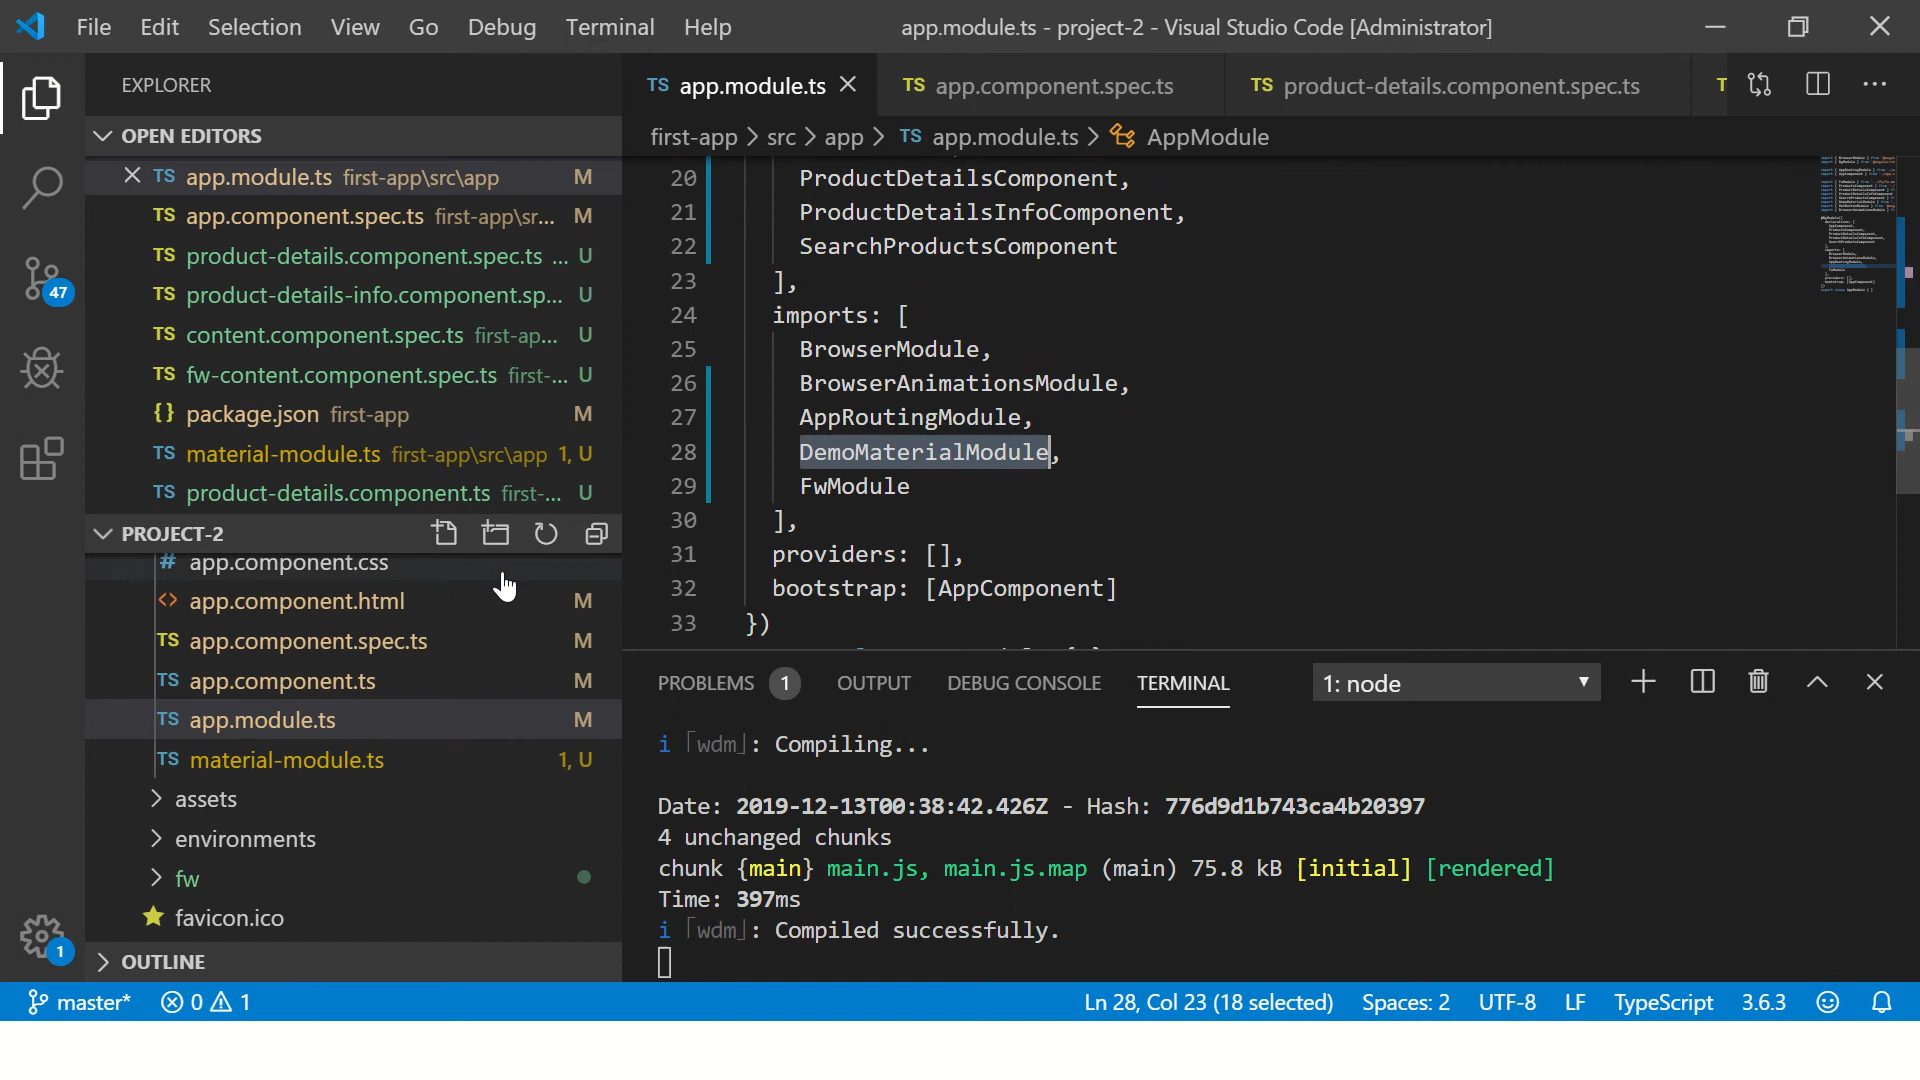 File Edit Selection View Go Debug Terminal Help app.module.ts - project-2 - Visual Studio Code [Administrator]
EXPLORER
OPEN EDITORS
TS app.module.ts first-app\src\app M
TS app.component.spec.ts first-app\sr... M
TS product-details.component.spec.ts ... U
TS product-details-info.component.sp... U
TS content.component.spec.ts first-ap... U
TS fw-content.component.spec.ts first-... U
{} package.json first-app M
TS material-module.ts first-app\src\app 1, U
TS product-details.component.ts first-... U
PROJECT-2
# app.component.css
<> app.component.html M
TS app.component.spec.ts M
TS app.component.ts M
TS app.module.ts M
TS material-module.ts 1, U
assets
environments
fw
favicon.ico
OUTLINE
47
1
TS app.module.ts TS app.component.spec.ts TS product-details.component.spec.ts T
first-app > src > app > TS app.module.ts > AppModule
20 ProductDetailsComponent,
21 ProductDetailsInfoComponent,
22 SearchProductsComponent
23 ],
24 imports: [
25 BrowserModule,
26 BrowserAnimationsModule,
27 AppRoutingModule,
28 DemoMaterialModule,
29 FwModule
30 ],
31 providers: [],
32 bootstrap: [AppComponent]
33 })
PROBLEMS 1 OUTPUT DEBUG CONSOLE TERMINAL 1: node
i ｢wdm｣: Compiling...
Date: 2019-12-13T00:38:42.426Z - Hash: 776d9d1b743ca4b20397
4 unchanged chunks
chunk {main} main.js, main.js.map (main) 75.8 kB [initial] [rendered]
Time: 397ms
i ｢wdm｣: Compiled successfully.
master* 0 1 Ln 28, Col 23 (18 selected) Spaces: 2 UTF-8 LF TypeScript 3.6.3